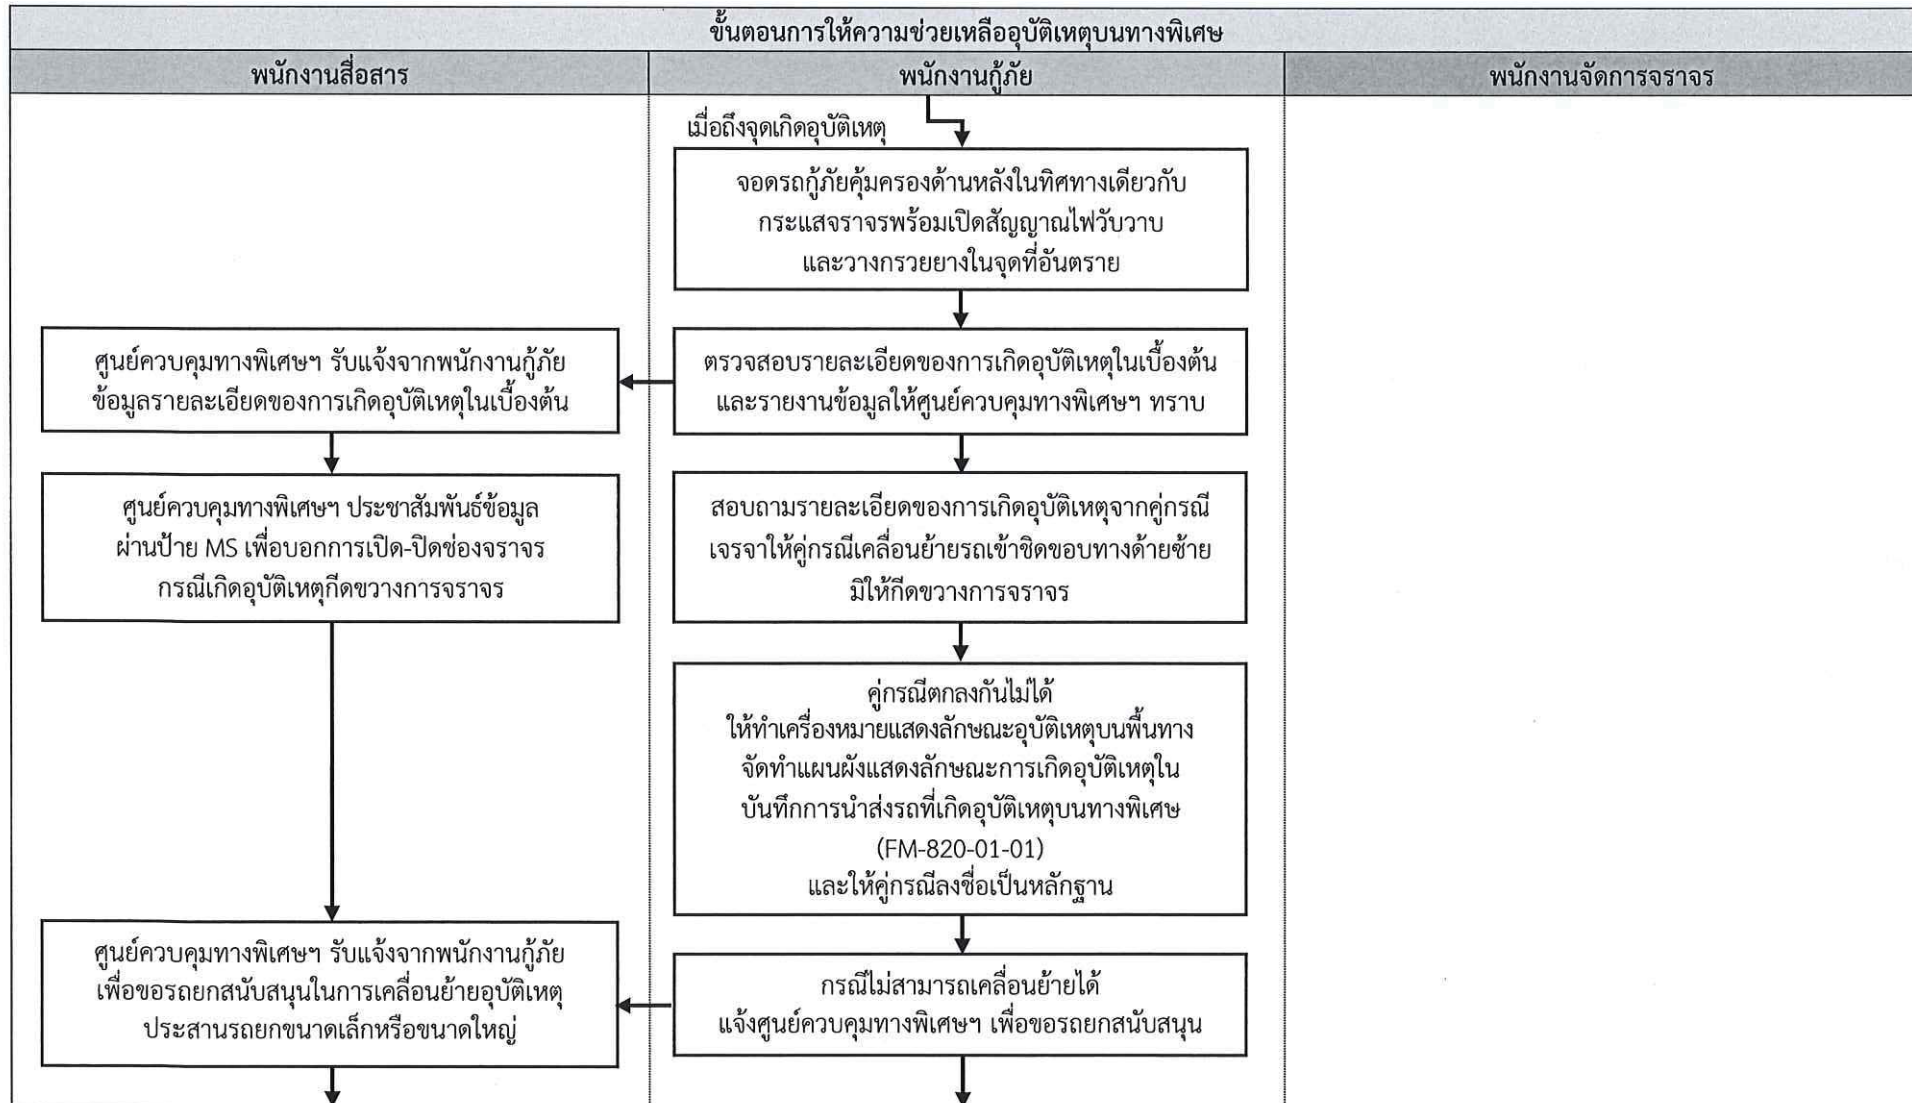 ขั้นตอนการให้ความช่วยเหลืออุบัติเหตุบนทางพิเศษ
พนักงานสื่อสาร
พนักงานกู้ภัย
พนักงานจัดการจราจร
เมื่อถึงจุดเกิดอุบัติเหตุ
จอดรถกู้ภัยคุ้มครองด้านหลังในทิศทางเดียวกับ
กระแสจราจรพร้อมเปิดสัญญาณไฟวับวาบ
และวางกรวยยางในจุดที่อันตราย
ศูนย์ควบคุมทางพิเศษฯ รับแจ้งจากพนักงานกู้ภัย
ข้อมูลรายละเอียดของการเกิดอุบัติเหตุในเบื้องต้น
ตรวจสอบรายละเอียดของการเกิดอุบัติเหตุในเบื้องต้น
และรายงานข้อมูลให้ศูนย์ควบคุมทางพิเศษฯ ทราบ
ศูนย์ควบคุมทางพิเศษฯ ประชาสัมพันธ์ข้อมูล
ผ่านป้าย MS เพื่อบอกการเปิด-ปิดช่องจราจร
กรณีเกิดอุบัติเหตุกีดขวางการจราจร
สอบถามรายละเอียดของการเกิดอุบัติเหตุจากคู่กรณี
เจรจาให้คู่กรณีเคลื่อนย้ายรถเข้าชิดขอบทางด้ายซ้าย
มิให้กีดขวางการจราจร
คู่กรณีตกลงกันไม่ได้
ให้ทำเครื่องหมายแสดงลักษณะอุบัติเหตุบนพื้นทาง
จัดทำแผนผังแสดงลักษณะการเกิดอุบัติเหตุใน
บันทึกการนำส่งรถที่เกิดอุบัติเหตุบนทางพิเศษ
(FM-820-01-01)
และให้คู่กรณีลงชื่อเป็นหลักฐาน
ศูนย์ควบคุมทางพิเศษฯ รับแจ้งจากพนักงานกู้ภัย
เพื่อขอรถยกสนับสนุนในการเคลื่อนย้ายอุบัติเหตุ
ประสานรถยกขนาดเล็กหรือขนาดใหญ่
กรณีไม่สามารถเคลื่อนย้ายได้
แจ้งศูนย์ควบคุมทางพิเศษฯ เพื่อขอรถยกสนับสนุน